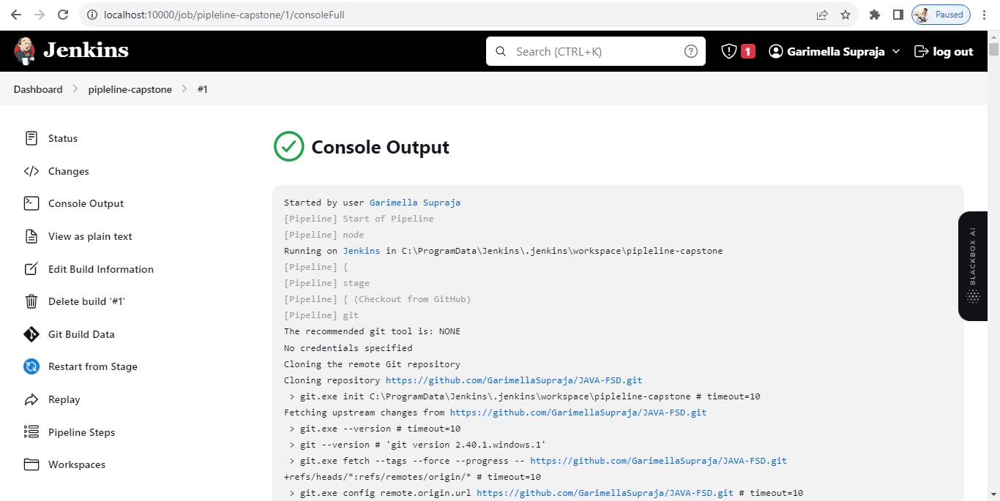 localhost:10000/job/pipleline-capstone/1/consoleFull
Paused
Jenkins
Search (CTRL+K)
?
1
Garimella Supraja
log out
Dashboard > pipleline-capstone > #1
Status
Changes
Console Output
View as plain text
Edit Build Information
Delete build '#1'
Git Build Data
Restart from Stage
Replay
Pipeline Steps
Workspaces
Console Output
Started by user Garimella Supraja
[Pipeline] Start of Pipeline
[Pipeline] node
Running on Jenkins in C:\ProgramData\Jenkins\.jenkins\workspace\pipleline-capstone
[Pipeline] {
[Pipeline] stage
[Pipeline] { (Checkout from GitHub)
[Pipeline] git
The recommended git tool is: NONE
No credentials specified
Cloning the remote Git repository
Cloning repository https://github.com/GarimellaSupraja/JAVA-FSD.git
 > git.exe init C:\ProgramData\Jenkins\.jenkins\workspace\pipleline-capstone # timeout=10
Fetching upstream changes from https://github.com/GarimellaSupraja/JAVA-FSD.git
 > git.exe --version # timeout=10
 > git --version # 'git version 2.40.1.windows.1'
 > git.exe fetch --tags --force --progress -- https://github.com/GarimellaSupraja/JAVA-FSD.git
+refs/heads/*:refs/remotes/origin/* # timeout=10
 > git.exe config remote.origin.url https://github.com/GarimellaSupraja/JAVA-FSD.git # timeout=10
BLACKBOX AI